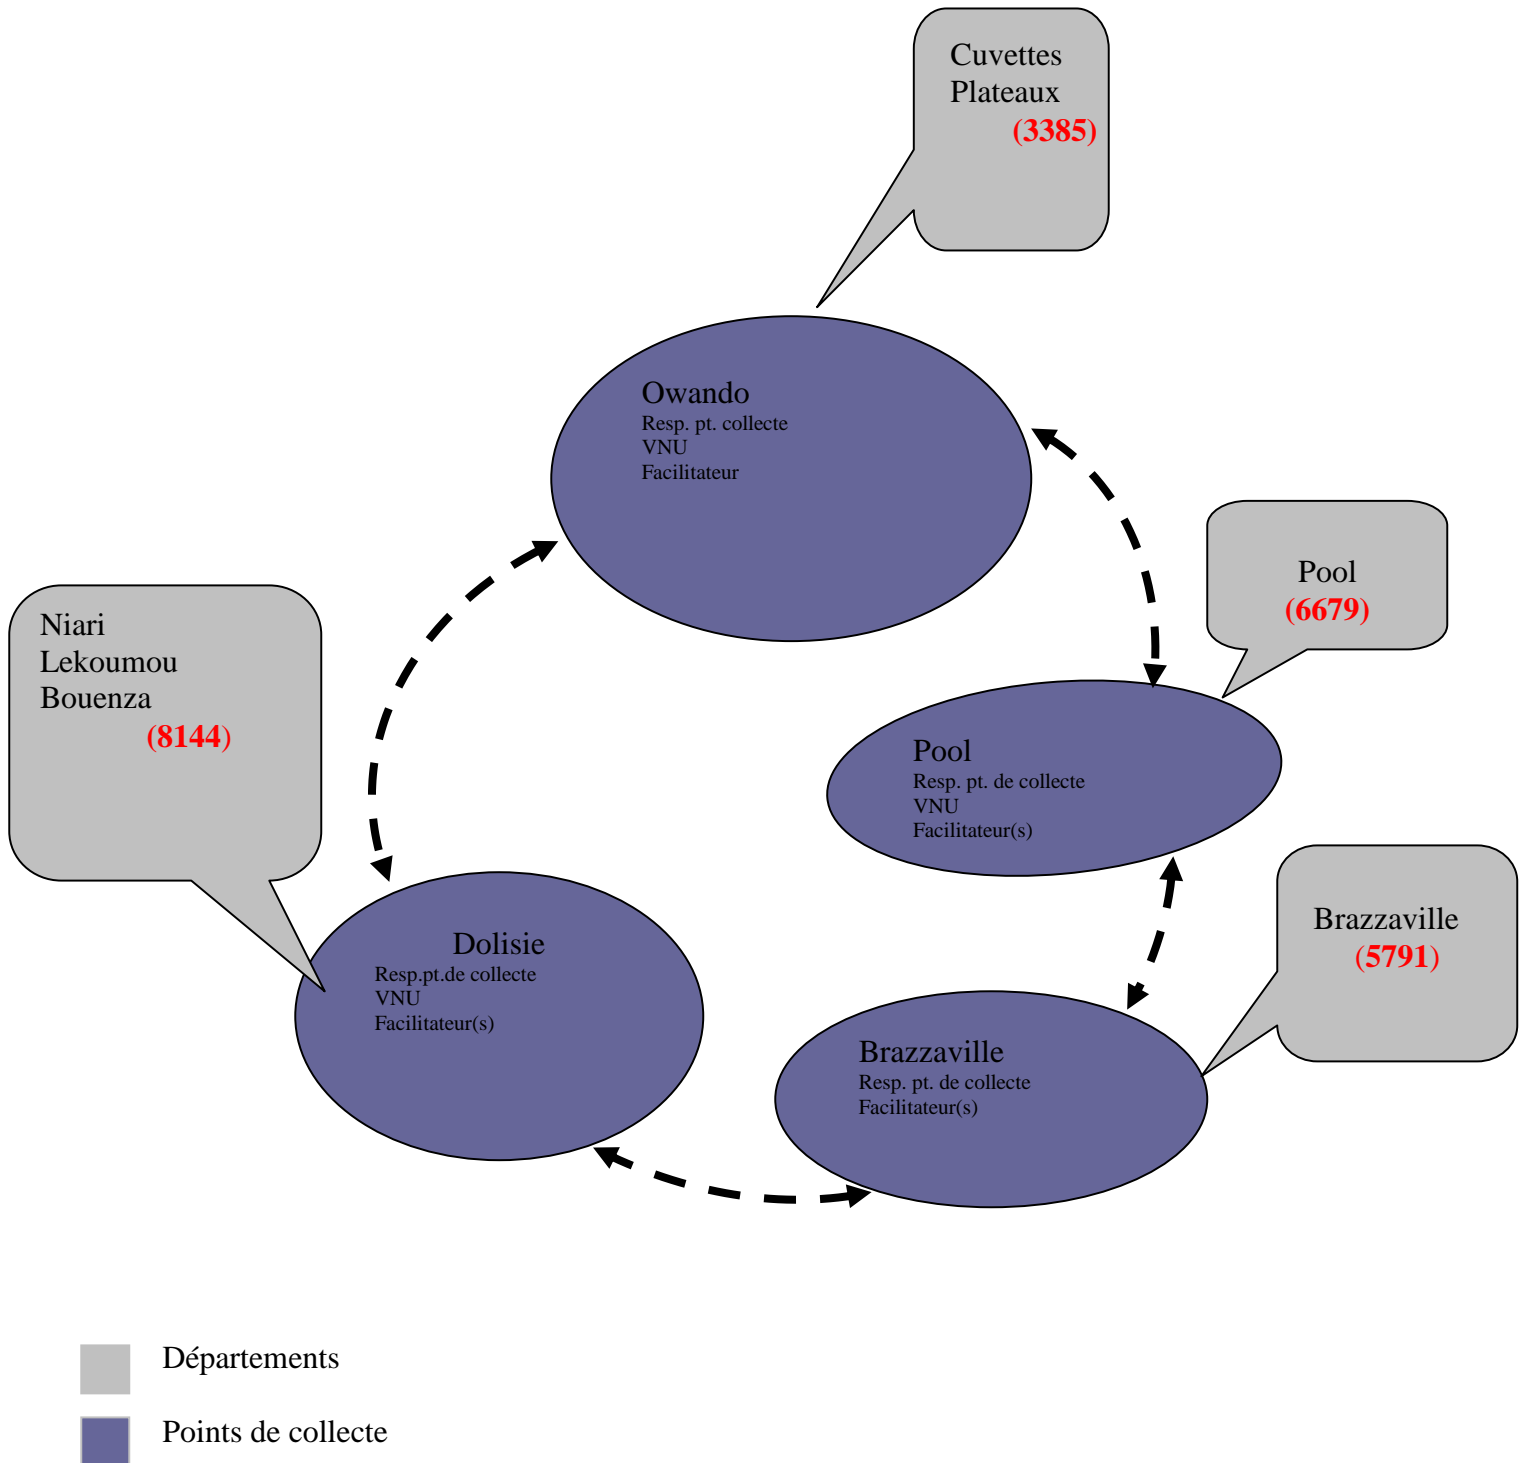 Cuvettes
Plateaux
(3385)
Owando
Resp. pt. collecte
VNU
Facilitateur
Pool
(6679)
Niari
Lekoumou
Bouenza
(8144)
Pool
Resp. pt. de collecte
VNU
Facilitateur(s)
Brazzaville
(5791)
Dolisie
Resp.pt.de collecte
VNU
Facilitateur(s)
Brazzaville
Resp. pt. de collecte
Facilitateur(s)
Départements
Points de collecte